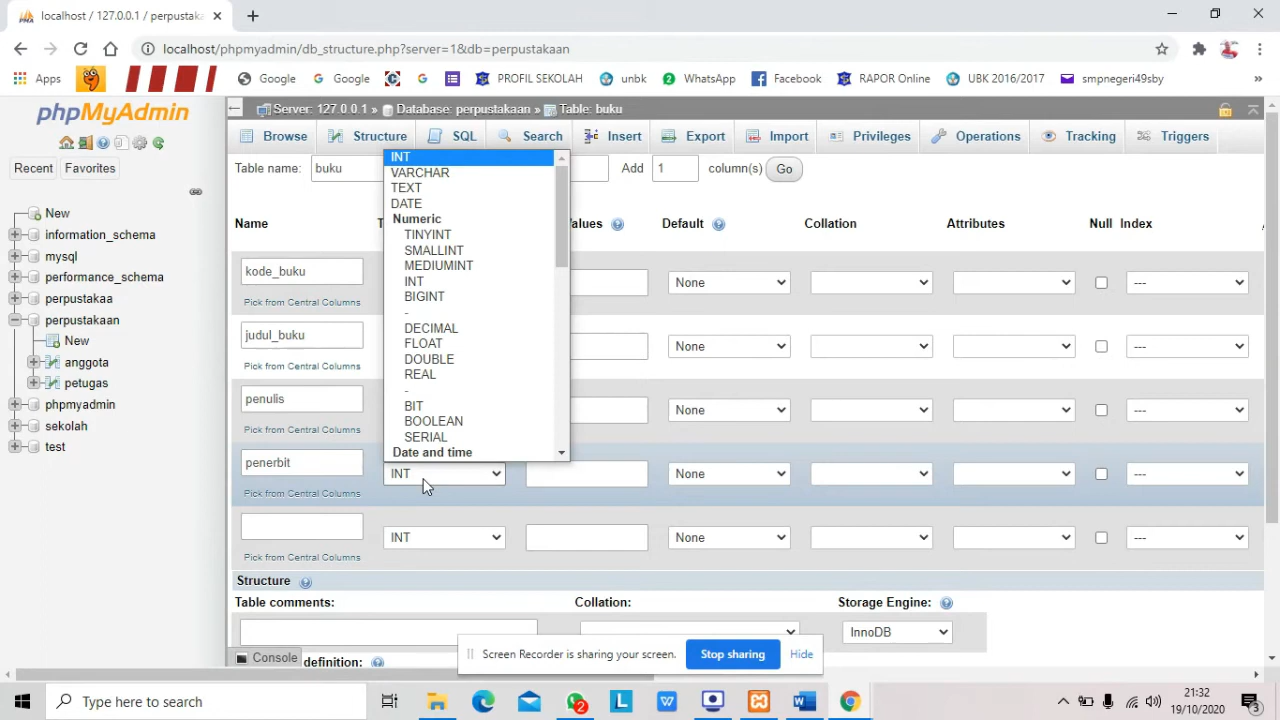 localhost / 127.0.0.1 / perpustaka
localhost/phpmyadmin/db_structure.php?server=1&db=perpustakaan
Apps
Google
Google
PROFIL SEKOLAH
unbk
WhatsApp
Facebook
RAPOR Online
UBK 2016/2017
smpnegeri49sby
»
phpMyAdmin
Recent
Favorites
New
information_schema
mysql
performance_schema
perpustakaa
perpustakaan
New
anggota
petugas
phpmyadmin
sekolah
test
Server: 127.0.0.1 » Database: perpustakaan » Table: buku
Browse
Structure
SQL
Search
Insert
Export
Import
Privileges
Operations
Tracking
Triggers
Table name: buku
Add 1 column(s) Go
Name
Default
Collation
Attributes
Null
Index
kode_buku
Pick from Central Columns
None
---
judul_buku
Pick from Central Columns
None
---
penulis
Pick from Central Columns
None
---
penerbit
Pick from Central Columns
INT
None
---
Pick from Central Columns
INT
None
---
INT
VARCHAR
TEXT
DATE
Numeric
TINYINT
SMALLINT
MEDIUMINT
INT
BIGINT
-
DECIMAL
FLOAT
DOUBLE
REAL
-
BIT
BOOLEAN
SERIAL
Date and time
Structure
Table comments:
Collation:
Storage Engine:
InnoDB
Console
definition:
Screen Recorder is sharing your screen.
Stop sharing
Hide
Type here to search
2
21:32
19/10/2020
3